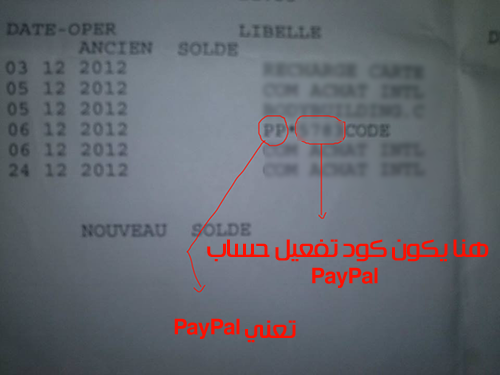 DATE-OPER LIBELLE
ANCIEN SOLDE
03 12 2012 RECHARGE CARTE
05 12 2012 COM ACHAT INTL
05 12 2012 BODYBUILDING.C
06 12 2012 PP* CODE
06 12 2012 COM ACHAT INTL
24 12 2012 COM ACHAT INTL
NOUVEAU SOLDE
هنا يكون كود تفعيل حساب
PayPal
تعني PayPal